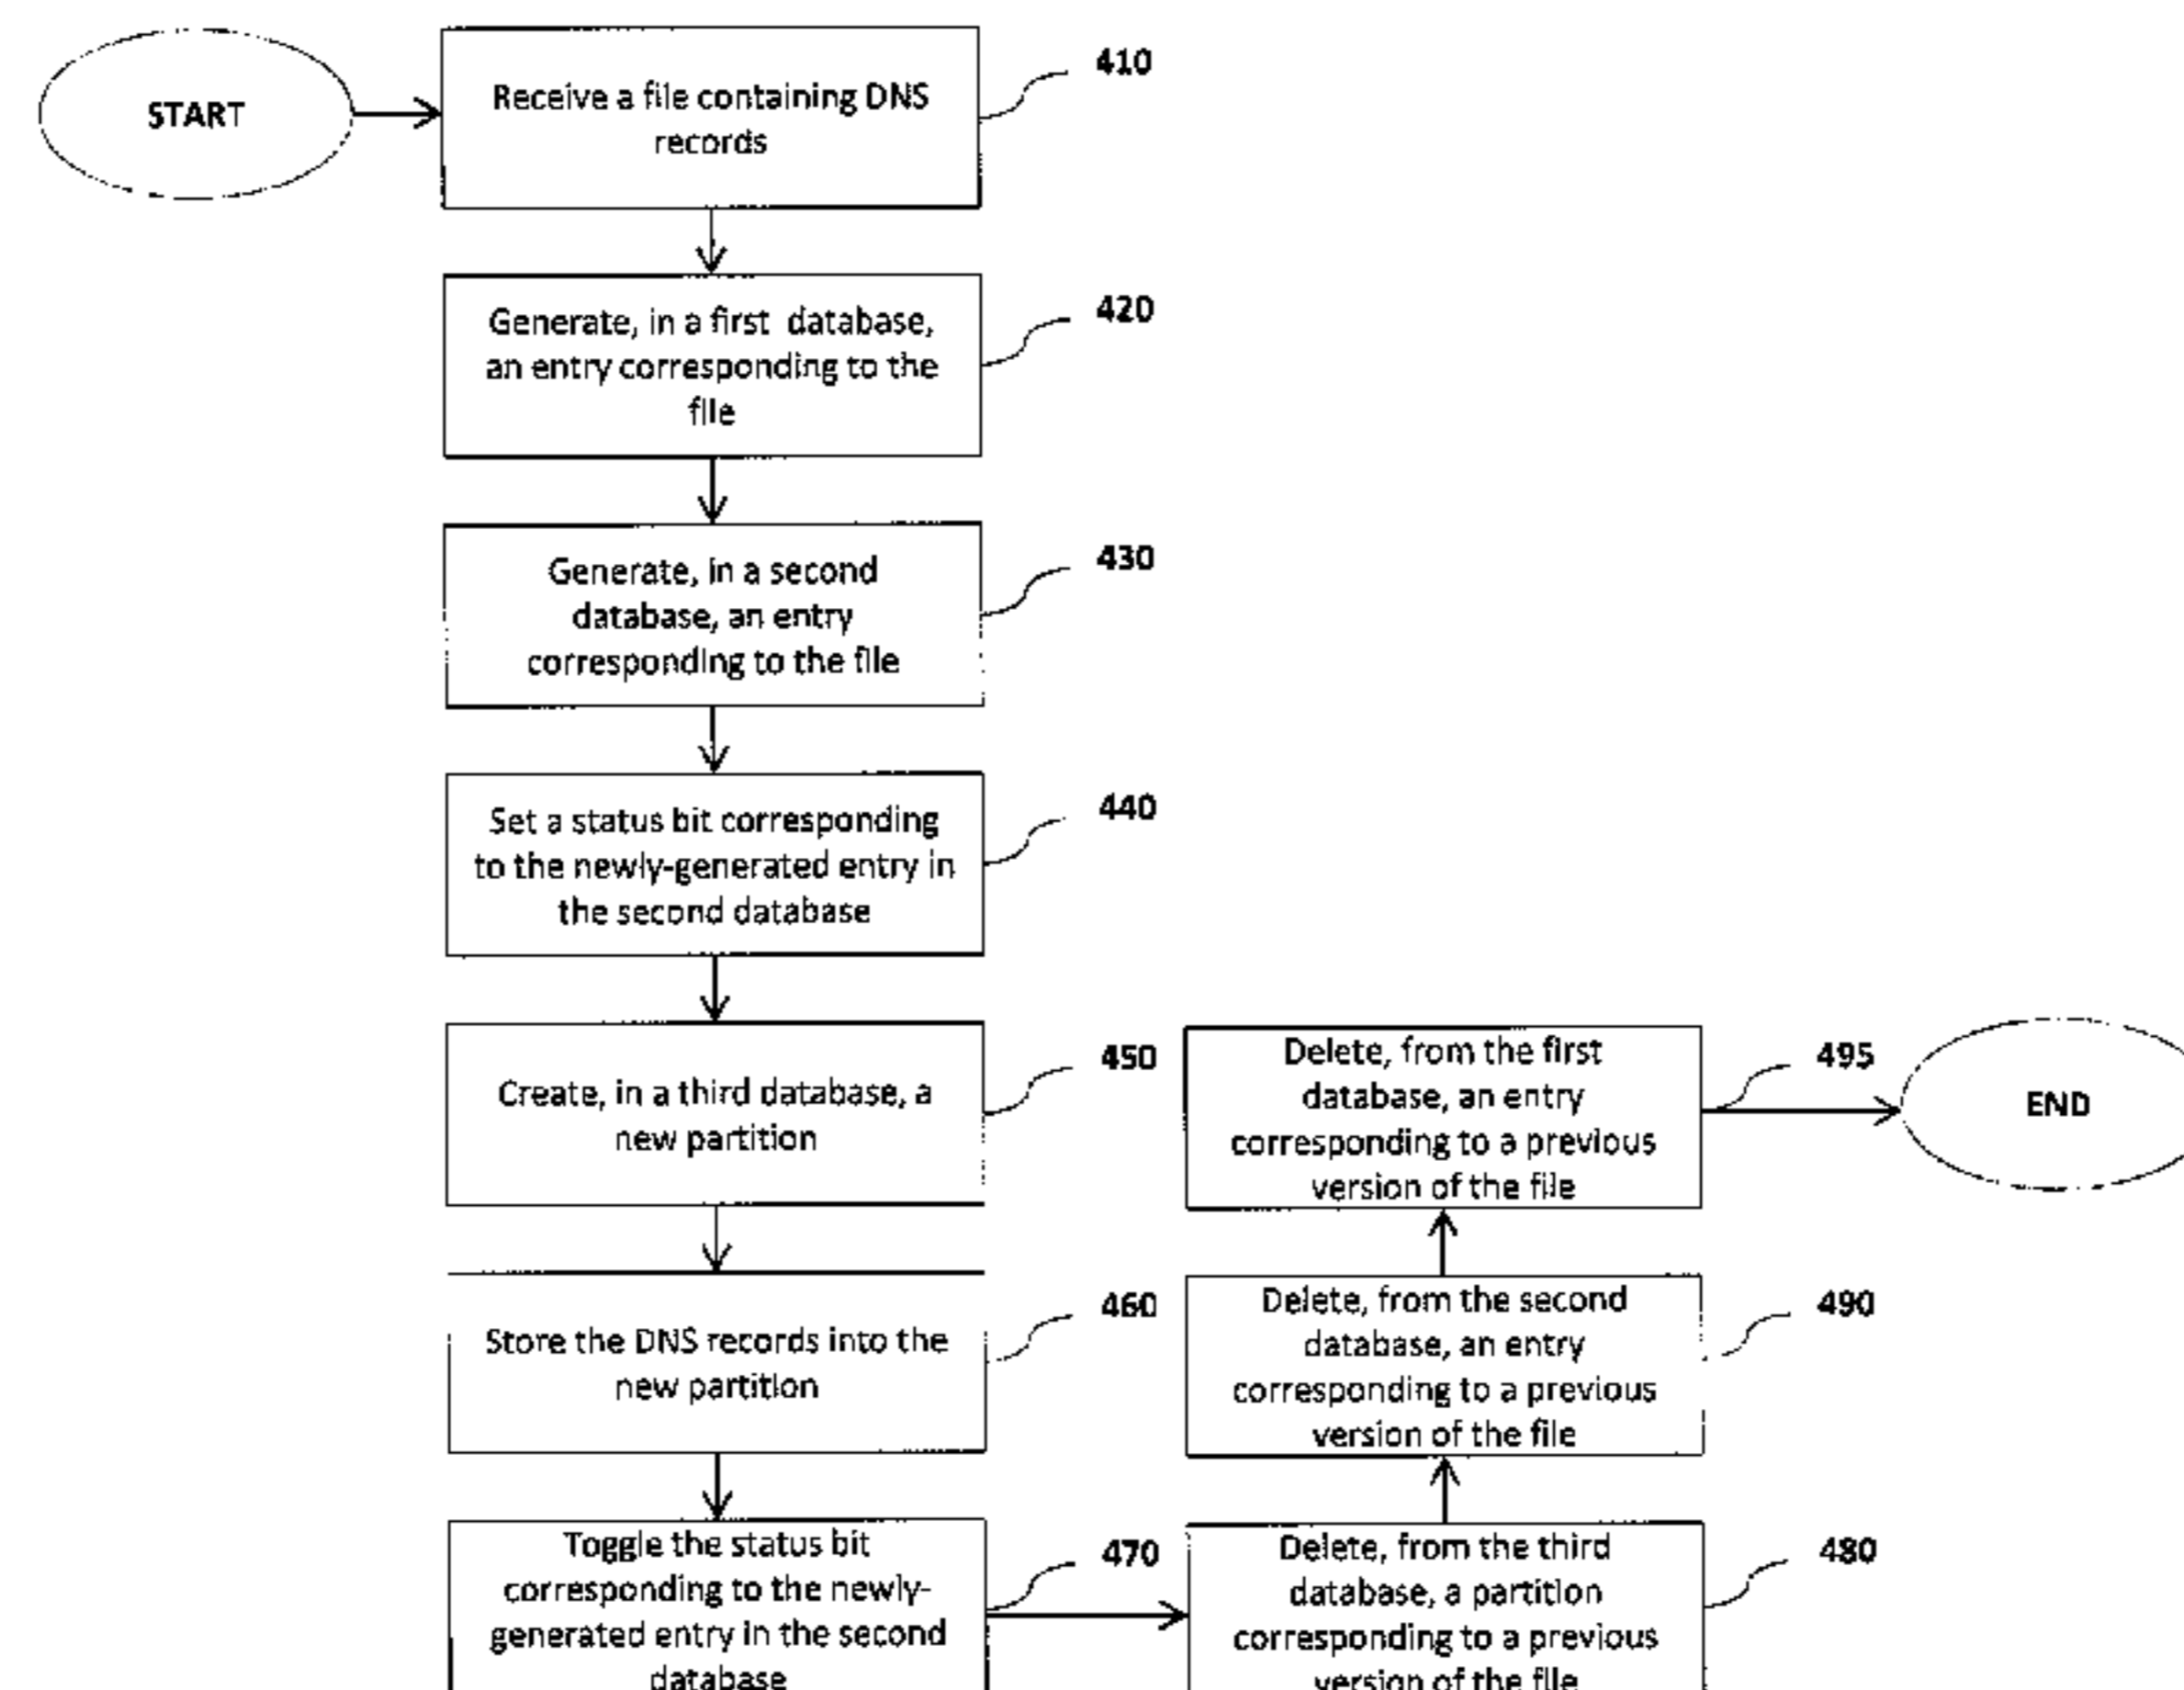 START
Receive a file containing DNS
records
410
Generate, in a first database,
an entry corresponding to the
file
420
Generate, in a second
database, an entry
corresponding to the file
430
Set a status bit corresponding
to the newly-generated entry in
the second database
440
Create, in a third database, a
new partition
450
Store the DNS records into the
new partition
460
Toggle the status bit
corresponding to the newly-
generated entry in the second
database
470
Delete, from the third
database, a partition
corresponding to a previous
version of the file
480
Delete, from the second
database, an entry
corresponding to a previous
version of the file
490
Delete, from the first
database, an entry
corresponding to a previous
version of the file
495
END